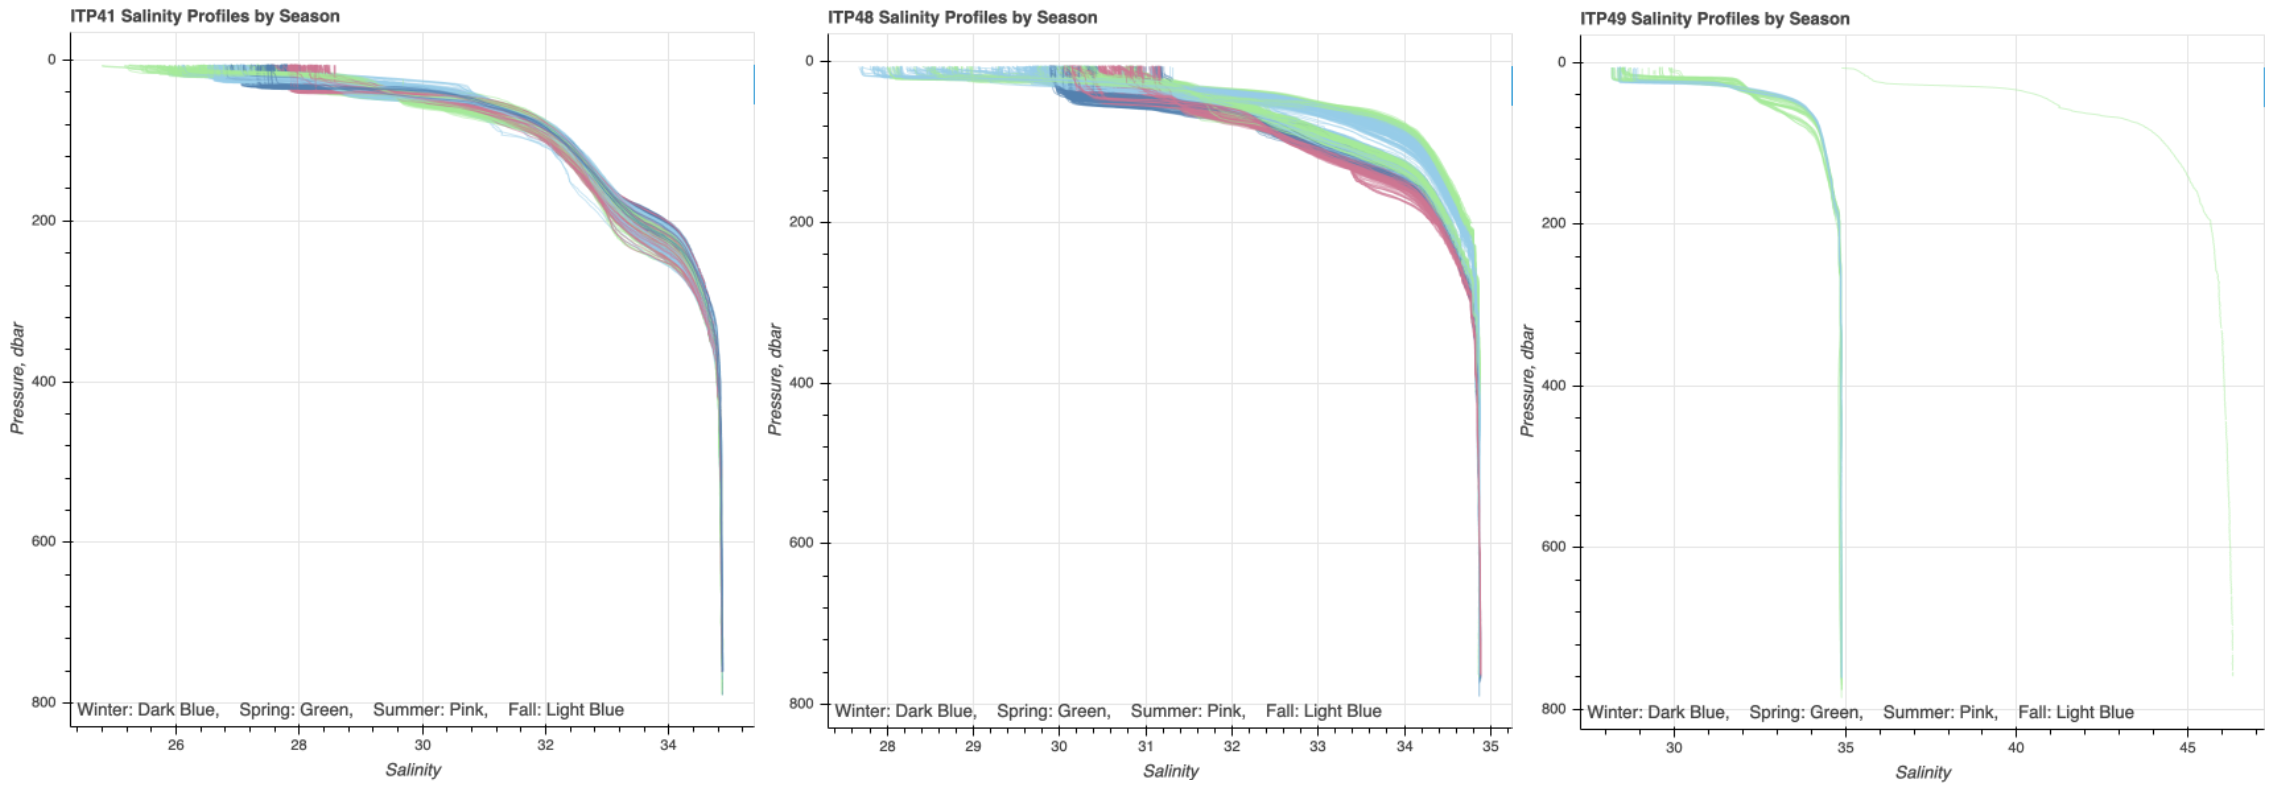 ITP41 Salinity Profiles by Season
0
200
400
600
800
Pressure, dbar
Winter: Dark Blue, Spring: Green, Summer: Pink, Fall: Light Blue
26 28 30 32 34
Salinity
ITP48 Salinity Profiles by Season
0
200
400
600
800
Pressure, dbar
Winter: Dark Blue, Spring: Green, Summer: Pink, Fall: Light Blue
28 29 30 31 32 33 34 35
Salinity
ITP49 Salinity Profiles by Season
0
200
400
600
800
Pressure, dbar
Winter: Dark Blue, Spring: Green, Summer: Pink, Fall: Light Blue
30 35 40 45
Salinity